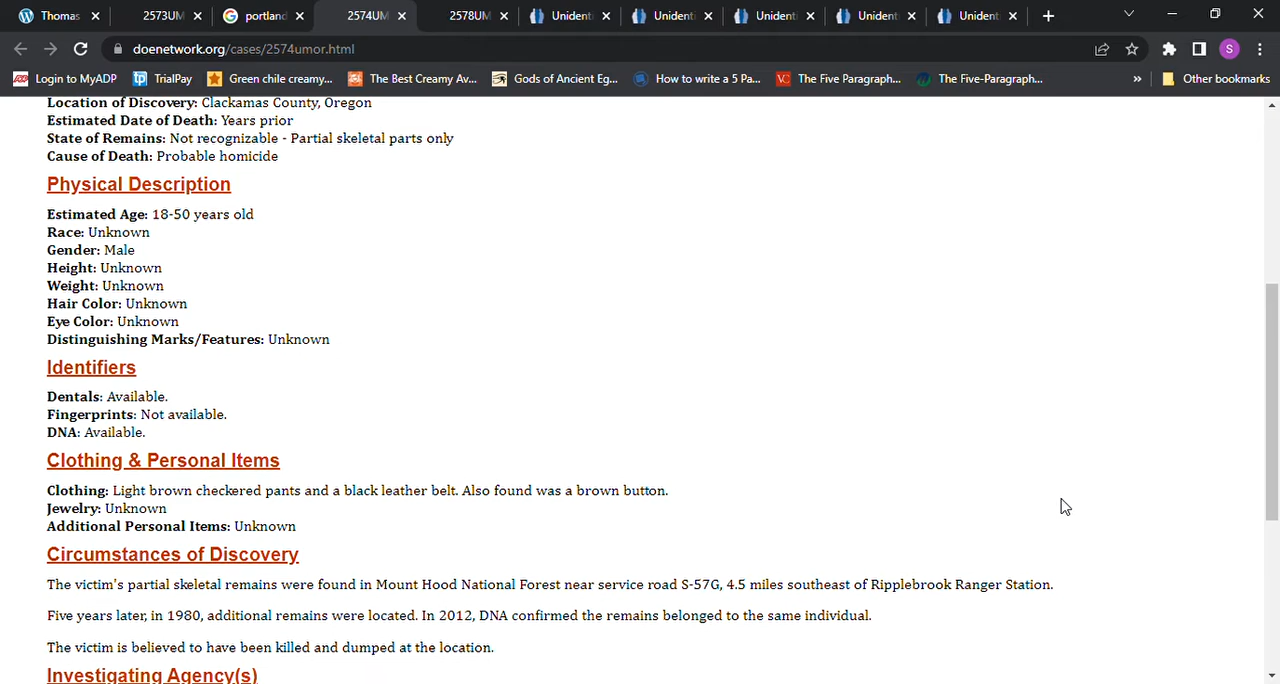 Thomas
2573UM
portland
2574UM
2578UM
Unident
Unident
Unident
Unident
Unident
doenetwork.org/cases/2574umor.html
S
Login to MyADP
TrialPay
Green chile creamy...
The Best Creamy Av...
Gods of Ancient Eg...
How to write a 5 Pa...
The Five Paragraph...
The Five-Paragraph...
»
Other bookmarks
Location of Discovery: Clackamas County, Oregon
Estimated Date of Death: Years prior
State of Remains: Not recognizable - Partial skeletal parts only
Cause of Death: Probable homicide
Physical Description
Estimated Age: 18-50 years old
Race: Unknown
Gender: Male
Height: Unknown
Weight: Unknown
Hair Color: Unknown
Eye Color: Unknown
Distinguishing Marks/Features: Unknown
Identifiers
Dentals: Available.
Fingerprints: Not available.
DNA: Available.
Clothing & Personal Items
Clothing: Light brown checkered pants and a black leather belt. Also found was a brown button.
Jewelry: Unknown
Additional Personal Items: Unknown
Circumstances of Discovery
The victim's partial skeletal remains were found in Mount Hood National Forest near service road S-57G, 4.5 miles southeast of Ripplebrook Ranger Station.
Five years later, in 1980, additional remains were located. In 2012, DNA confirmed the remains belonged to the same individual.
The victim is believed to have been killed and dumped at the location.
Investigating Agency(s)